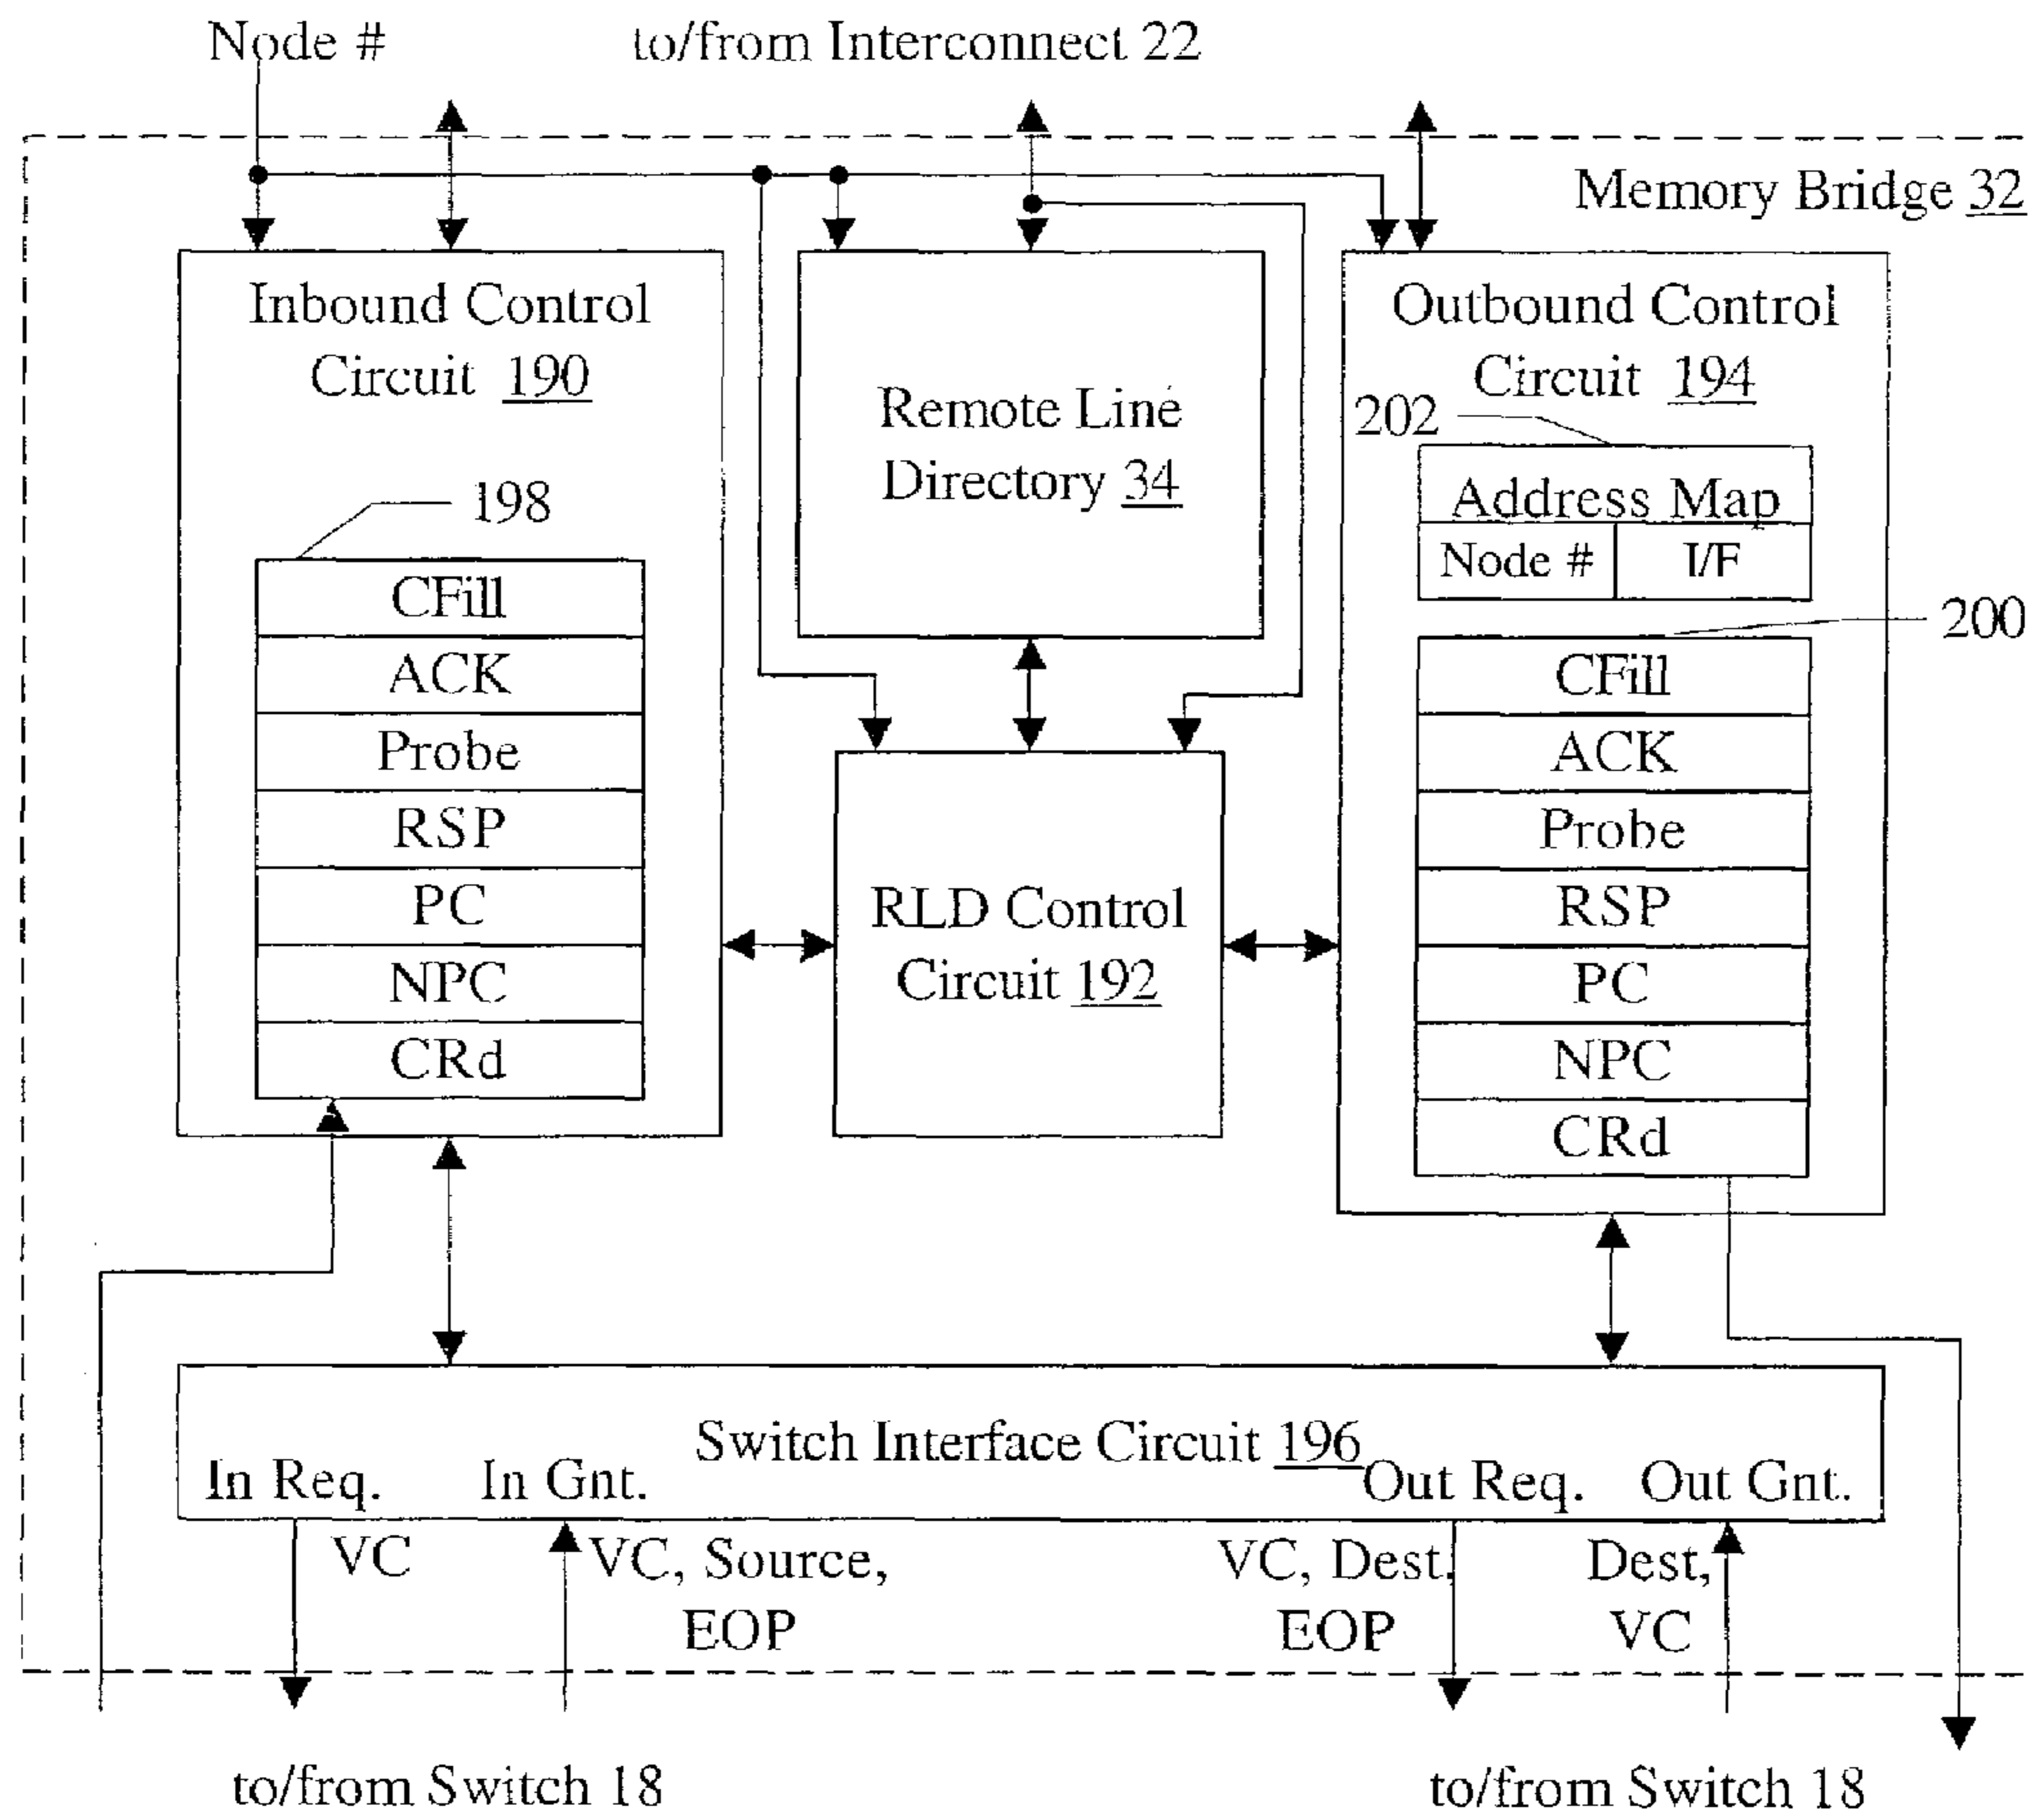 Node #
to/from Interconnect 22
Memory Bridge 32
Inbound Control
Circuit 190
198
CFill
ACK
Probe
RSP
PC
NPC
CRd
Remote Line
Directory 34
RLD Control
Circuit 192
Outbound Control
Circuit 194
202
Address Map
Node #
I/F
200
CFill
ACK
Probe
RSP
PC
NPC
CRd
Switch Interface Circuit 196
In Req.
In Gnt.
Out Req.
Out Gnt.
VC
VC, Source,
EOP
VC, Dest,
EOP
Dest,
VC
to/from Switch 18
to/from Switch 18